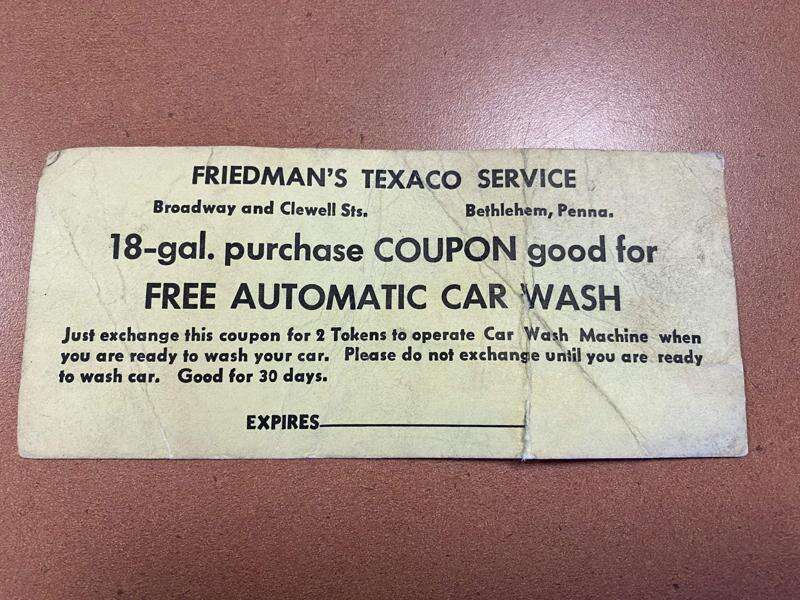 FRIEDMAN'S TEXACO SERVICE
Broadway and Clewell Sts. Bethlehem, Penna.
18-gal. purchase COUPON good for
FREE AUTOMATIC CAR WASH
Just exchange this coupon for 2 Tokens to operate Car Wash Machine when
you are ready to wash your car. Please do not exchange until you are ready
to wash car. Good for 30 days.
EXPIRES